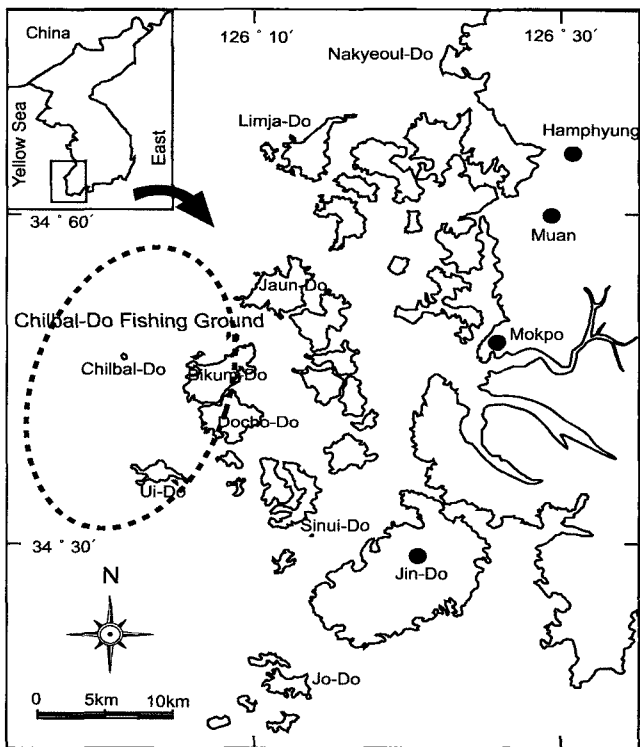 China
126 ° 10´
126 ° 30´
Nakyeoul-Do
Yellow Sea
East
Limja-Do
Hamphyung
34 ° 60´
Muan
Jaun-Do
Chilbal-Do Fishing Ground
Mokpo
Chilbal-Do
Bikum-Do
Docho-Do
Ui-Do
Sinui-Do
34 ° 30´
N
Jin-Do
Jo-Do
0 5km 10km